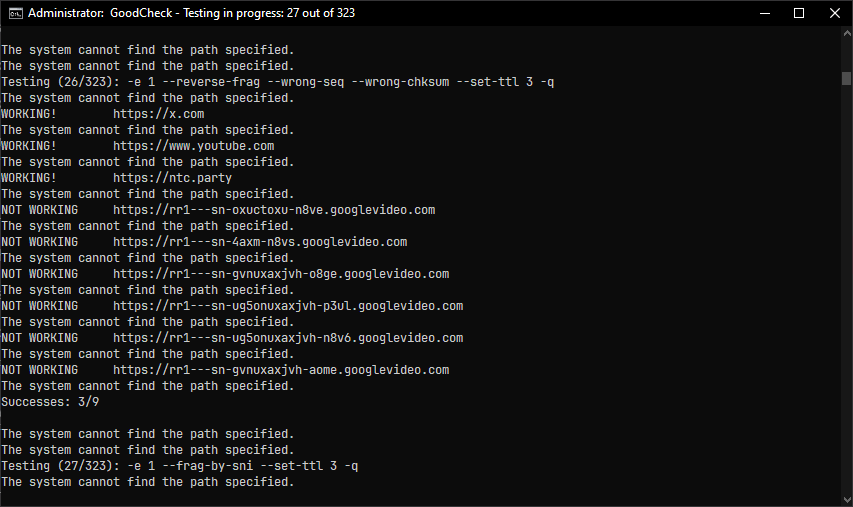 Administrator:  GoodCheck - Testing in progress: 27 out of 323
The system cannot find the path specified.
The system cannot find the path specified.
Testing (26/323): -e 1 --reverse-frag --wrong-seq --wrong-chksum --set-ttl 3 -q
The system cannot find the path specified.
WORKING!        https://x.com
The system cannot find the path specified.
WORKING!        https://www.youtube.com
The system cannot find the path specified.
WORKING!        https://ntc.party
The system cannot find the path specified.
NOT WORKING     https://rr1---sn-oxuctoxu-n8ve.googlevideo.com
The system cannot find the path specified.
NOT WORKING     https://rr1---sn-4axm-n8vs.googlevideo.com
The system cannot find the path specified.
NOT WORKING     https://rr1---sn-gvnuxaxjvh-o8ge.googlevideo.com
The system cannot find the path specified.
NOT WORKING     https://rr1---sn-ug5onuxaxjvh-p3ul.googlevideo.com
The system cannot find the path specified.
NOT WORKING     https://rr1---sn-ug5onuxaxjvh-n8v6.googlevideo.com
The system cannot find the path specified.
NOT WORKING     https://rr1---sn-gvnuxaxjvh-aome.googlevideo.com
The system cannot find the path specified.
Successes: 3/9
The system cannot find the path specified.
The system cannot find the path specified.
Testing (27/323): -e 1 --frag-by-sni --set-ttl 3 -q
The system cannot find the path specified.